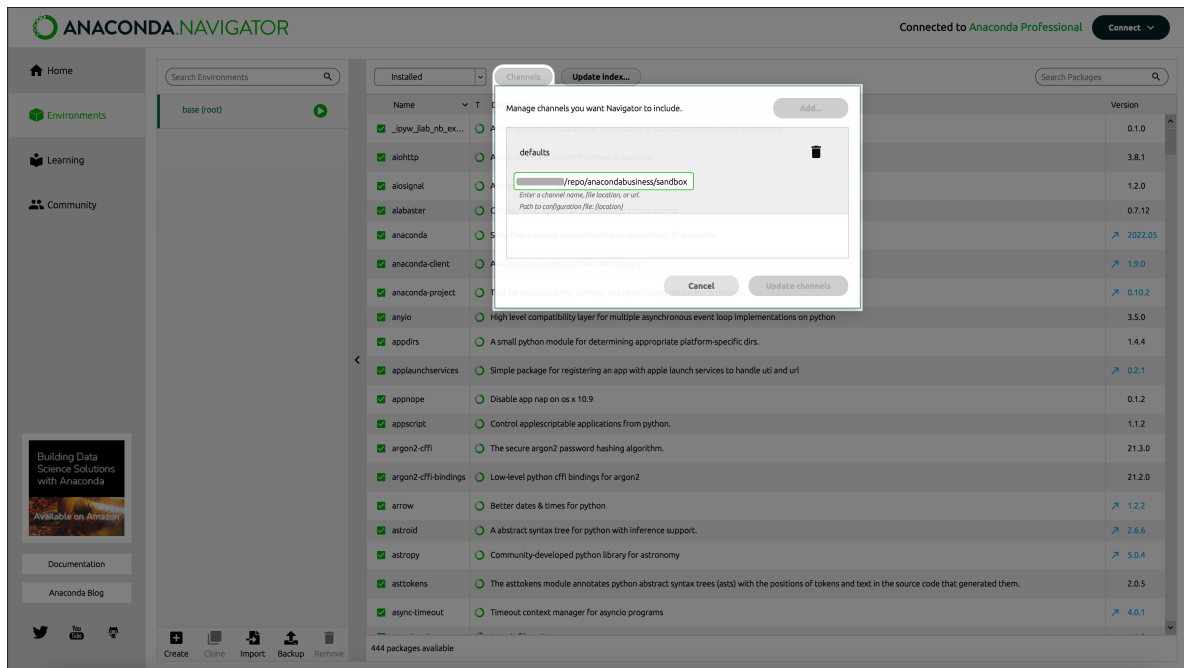 ANACONDA.NAVIGATOR
Connected to Anaconda Professional
Connect
Home
Environments
Learning
Community
Building Data
Science Solutions
with Anaconda
Available on Amazon
Documentation
Anaconda Blog
You
Tube
Search Environments
base (root)
Create
Clone
Import
Backup
Remove
Installed
Channels
Update index...
Search Packages
Manage channels you want Navigator to include.
Add...
defaults
/repo/anacondabusiness/sandbox
Enter a channel name, file location, or url.
Path to configuration file: {location}
Cancel
Update channels
Name T Version
_ipyw_jlab_nb_ex... 0.1.0
aiohttp 3.8.1
aiosignal 1.2.0
alabaster 0.7.12
anaconda 2022.05
anaconda-client 1.9.0
anaconda-project 0.10.2
anyio High level compatibility layer for multiple asynchronous event loop implementations on python 3.5.0
appdirs A small python module for determining appropriate platform-specific dirs. 1.4.4
applaunchservices Simple package for registering an app with apple launch services to handle uti and url 0.2.1
appnope Disable app nap on os x 10.9 0.1.2
appscript Control applescriptable applications from python. 1.1.2
argon2-cffi The secure argon2 password hashing algorithm. 21.3.0
argon2-cffi-bindings Low-level python cffi bindings for argon2 21.2.0
arrow Better dates & times for python 1.2.2
astroid A abstract syntax tree for python with inference support. 2.6.6
astropy Community-developed python library for astronomy 5.0.4
asttokens The asttokens module annotates python abstract syntax trees (asts) with the positions of tokens and text in the source code that generated them. 2.0.5
async-timeout Timeout context manager for asyncio programs 4.0.1
444 packages available